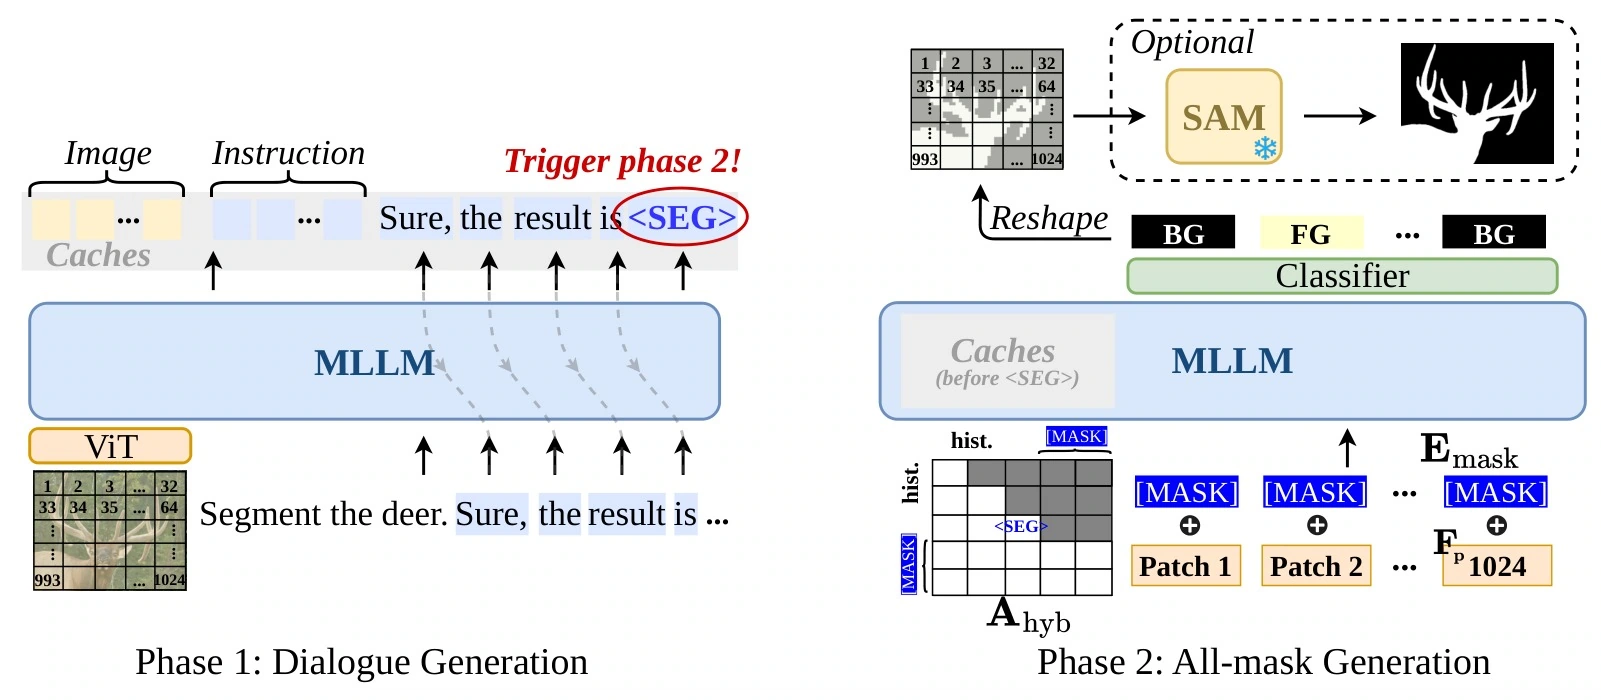 Image
Instruction
Trigger phase 2!
... ... Sure, the result is <SEG>
Caches
MLLM
ViT
1 2 3 ... 32
33 34 35 ... 64
993 ... 1024
Segment the deer. Sure, the result is ...
Phase 1: Dialogue Generation
Optional
1 2 3 ... 32
33 34 35 ... 64
993 ... 1024
SAM
Reshape
BG FG ... BG
Classifier
Caches
(before <SEG>)
MLLM
hist. [MASK]
hist.
<SEG>
[MASK]
A hyb
E mask
[MASK] [MASK] ... [MASK]
F p
Patch 1 Patch 2 ... 1024
Phase 2: All-mask Generation